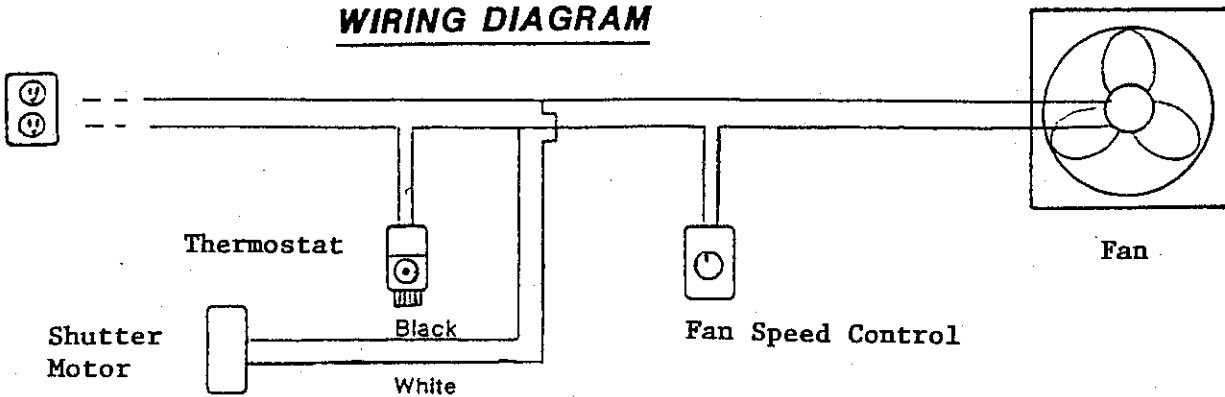 WIRING DIAGRAM
Thermostat
Fan
Shutter
Motor
Black
Fan Speed Control
White